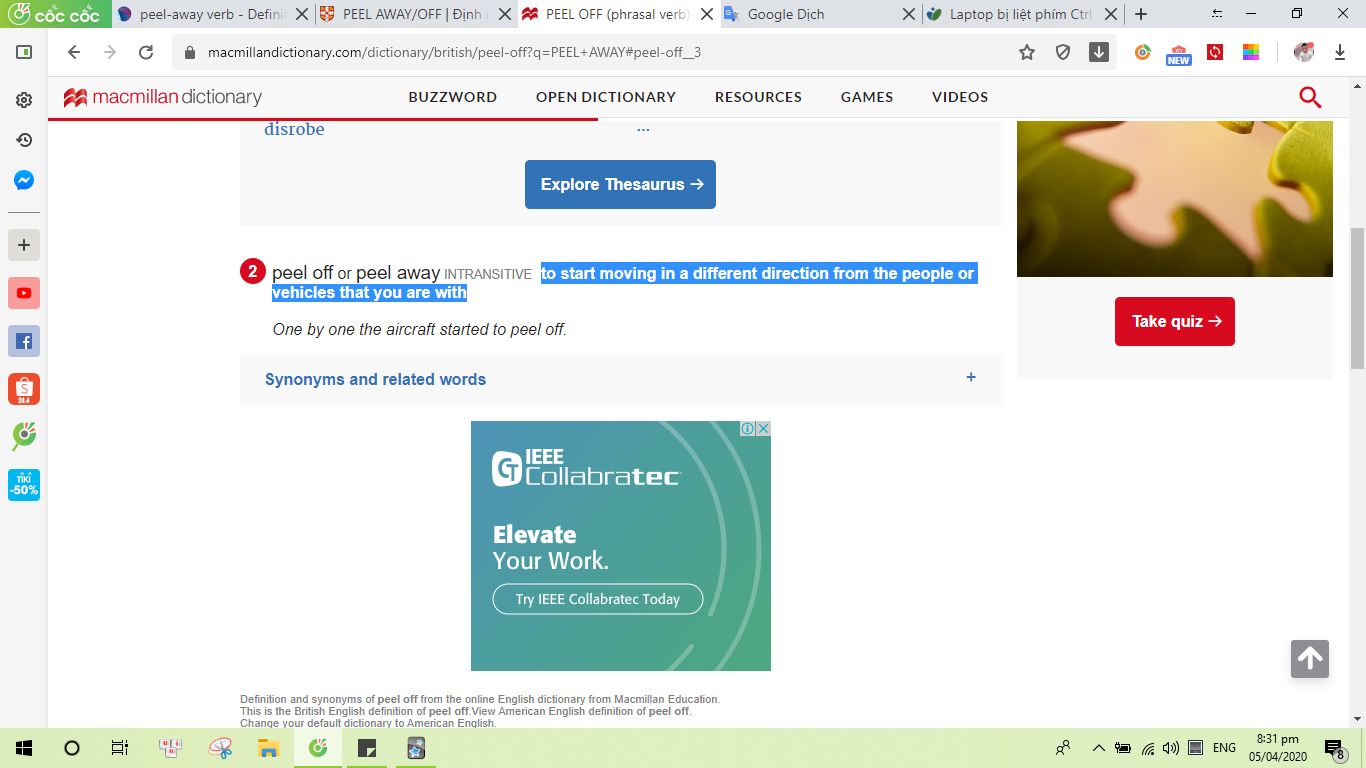 cốc cốc
peel-away verb - Definit
PEEL AWAY/OFF | Định n
PEEL OFF (phrasal verb)
Google Dịch
Laptop bị liệt phím Ctrl
macmillandictionary.com/dictionary/british/peel-off?q=PEEL+AWAY#peel-off__3
NEW
macmillan dictionary
BUZZWORD
OPEN DICTIONARY
RESOURCES
GAMES
VIDEOS
disrobe
...
Explore Thesaurus →
2 peel off or peel away INTRANSITIVE to start moving in a different direction from the people or
vehicles that you are with
One by one the aircraft started to peel off.
Synonyms and related words +
Take quiz →
24.4
TIKI
-50%
IEEE
Collabratec
Elevate
Your Work.
Try IEEE Collabratec Today
Definition and synonyms of peel off from the online English dictionary from Macmillan Education.
This is the British English definition of peel off.View American English definition of peel off.
Change your default dictionary to American English.
ENG
8:31 pm
05/04/2020
8